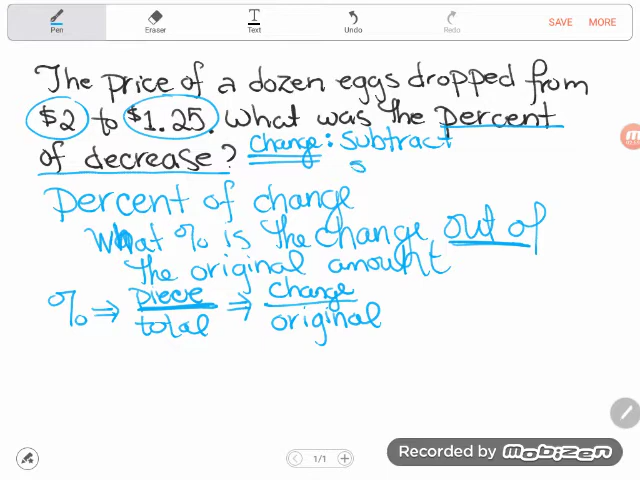 Pen
Eraser
Text
Undo
Redo
SAVE
MORE
The price of a dozen eggs dropped from
$2 to $1.25. What was the percent
of decrease?
change: subtract
s
Percent of change
What % is the change out of
the original amount
% ⇒ piece/total ⇒ change/original
1/1
Recorded by mobizen